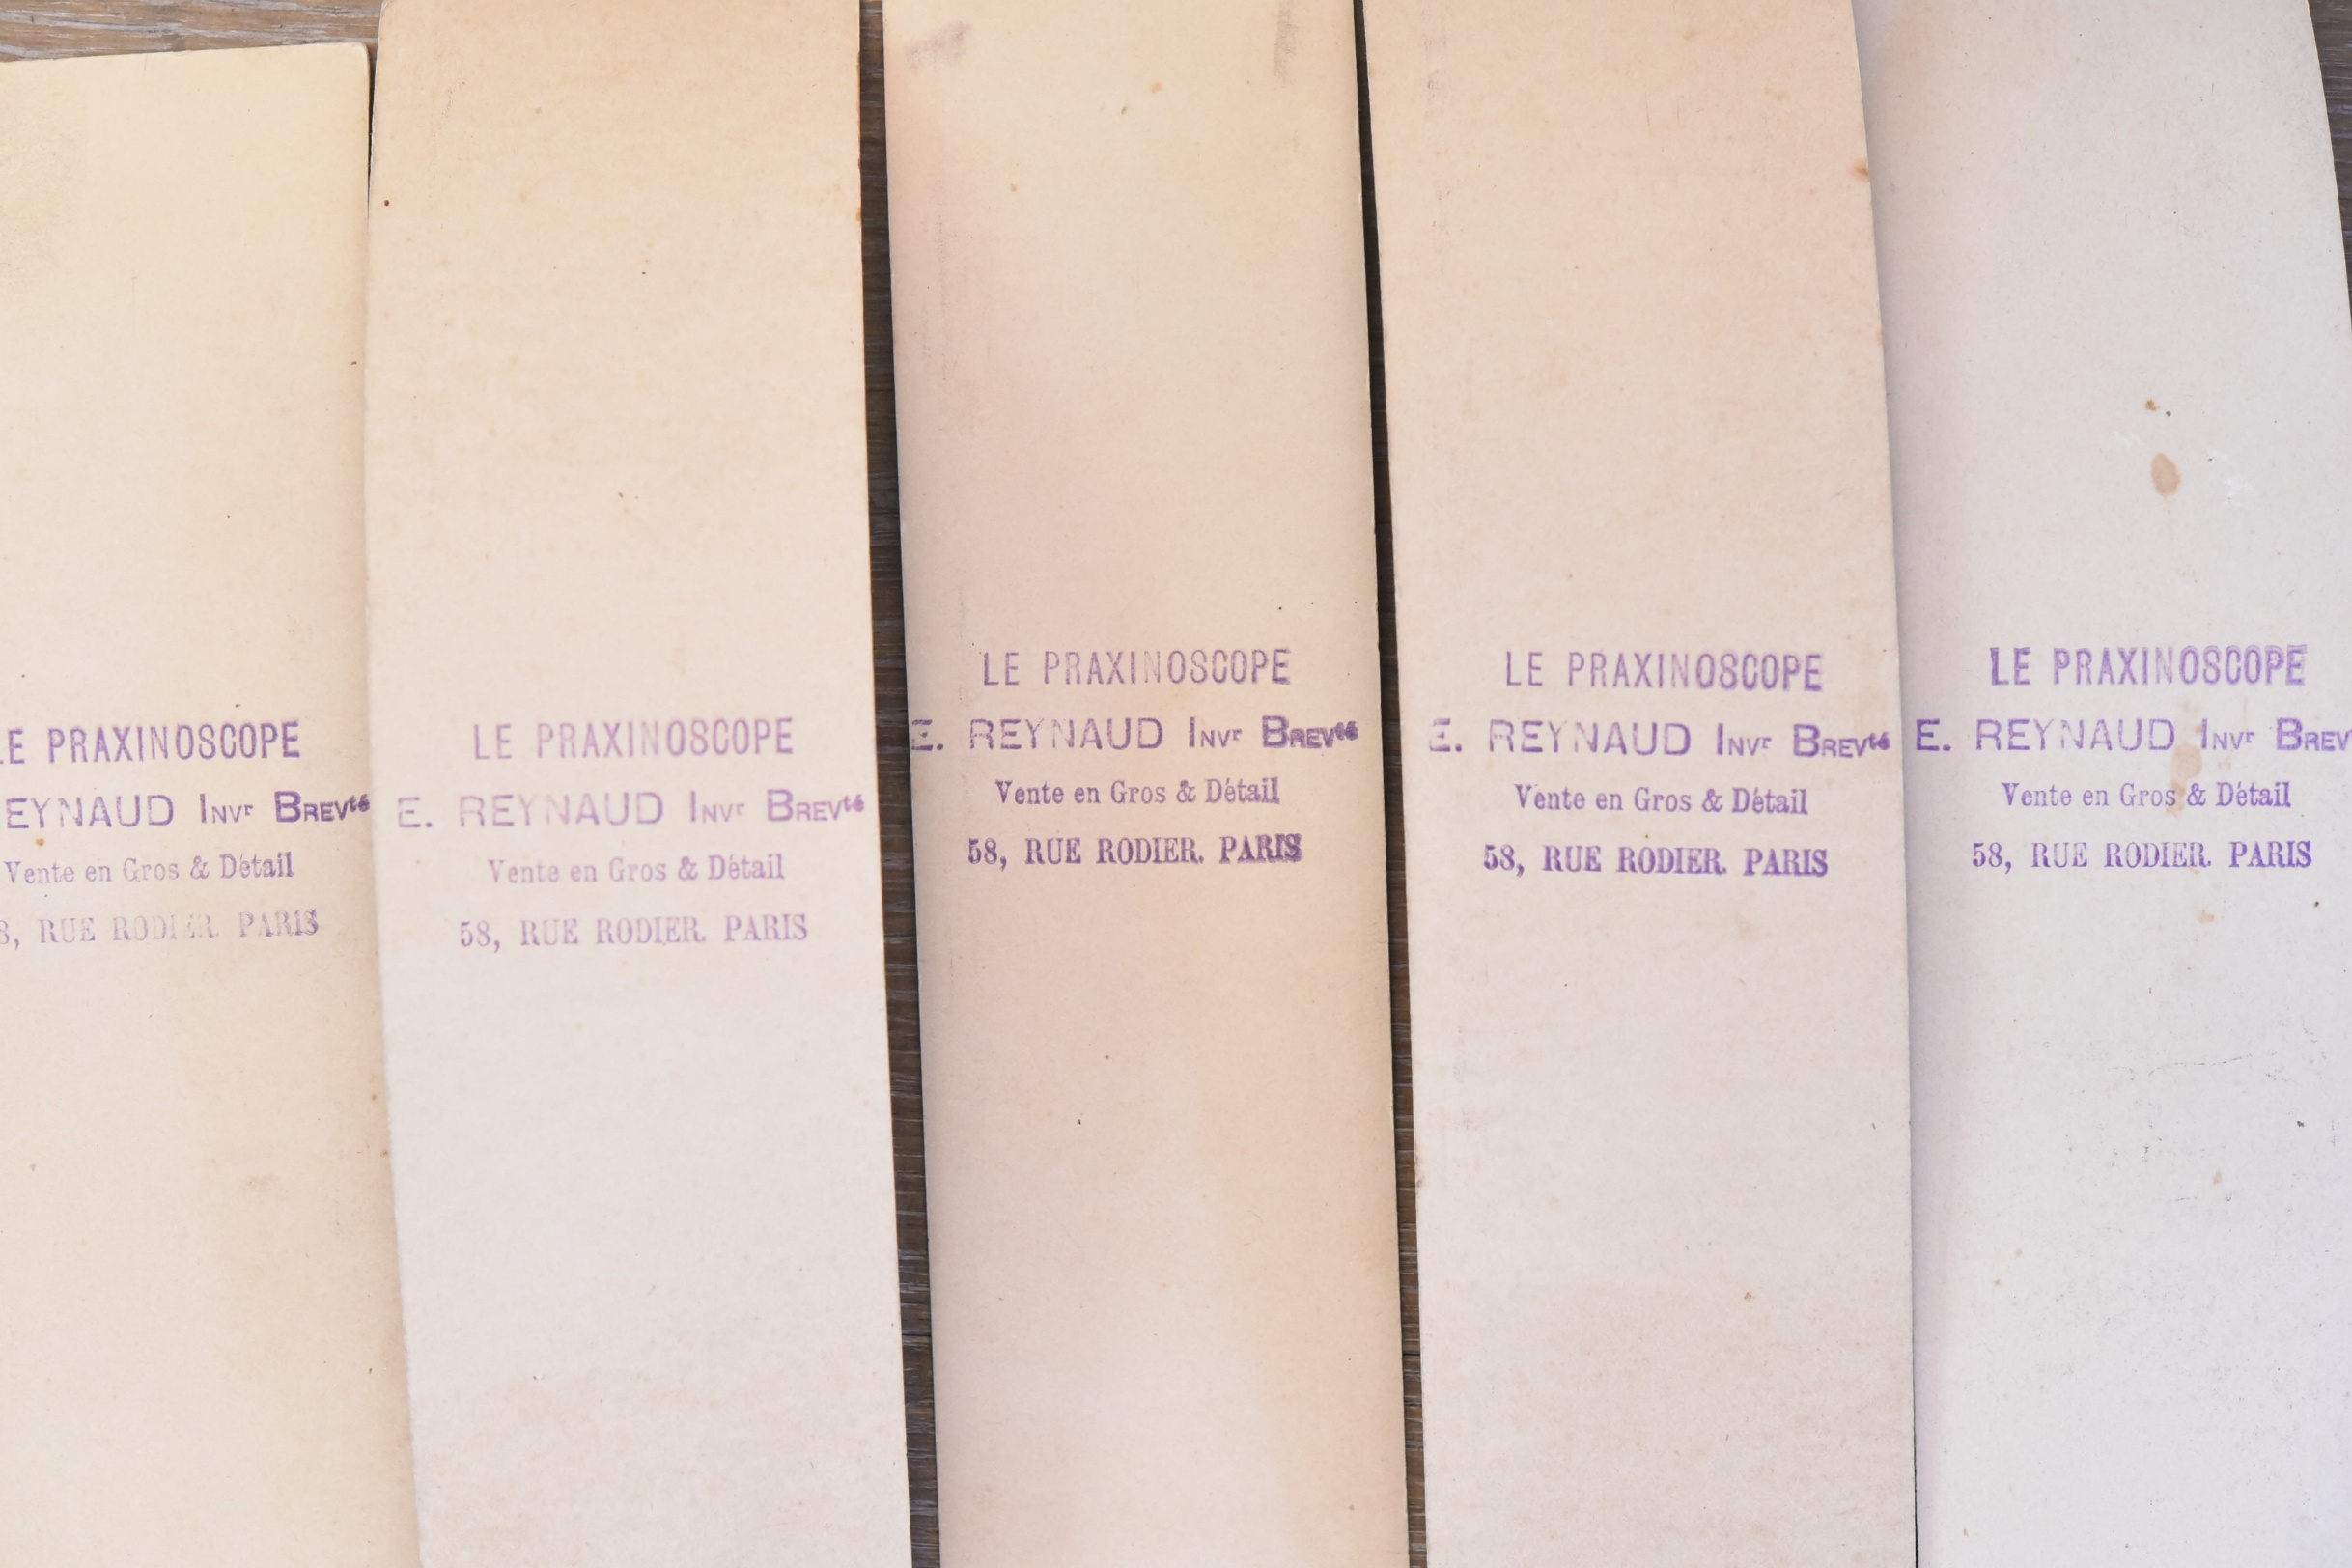 LE PRAXINOSCOPE
REYNAUD INVr BREVté
Vente en Gros & Détail
58, RUE RODIER. PARIS
LE PRAXINOSCOPE
E. REYNAUD INVr BREVté
Vente en Gros & Détail
58, RUE RODIER. PARIS
LE PRAXINOSCOPE
E. REYNAUD INVr BREVté
Vente en Gros & Détail
58, RUE RODIER. PARIS
LE PRAXINOSCOPE
E. REYNAUD INVr BREVté
Vente en Gros & Détail
58, RUE RODIER. PARIS
LE PRAXINOSCOPE
E. REYNAUD INVr BREV
Vente en Gros & Détail
58, RUE RODIER. PARIS